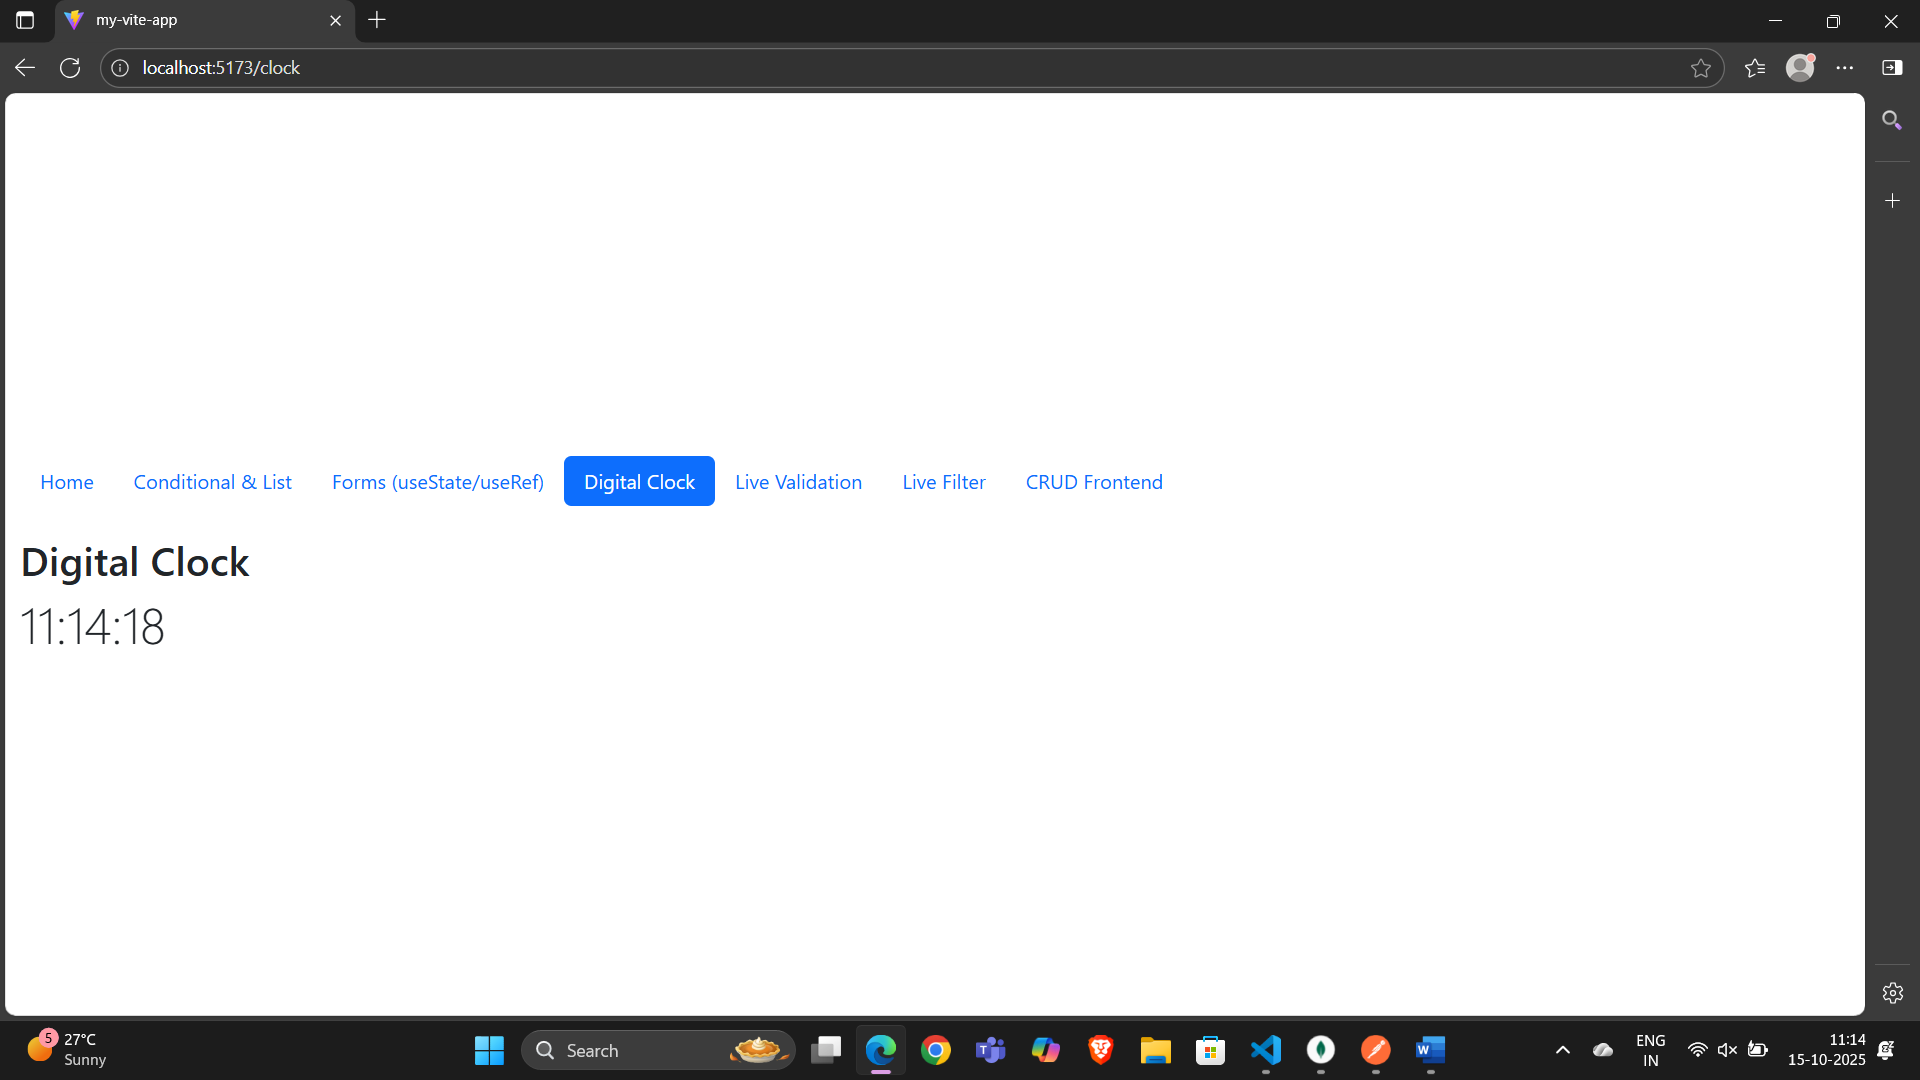 my-vite-app
localhost:5173/clock
Home Conditional & List Forms (useState/useRef) Digital Clock Live Validation Live Filter CRUD Frontend
Digital Clock
11:14:18
5
27°C
Sunny
Search
T
W
ENG
IN
11:14
15-10-2025